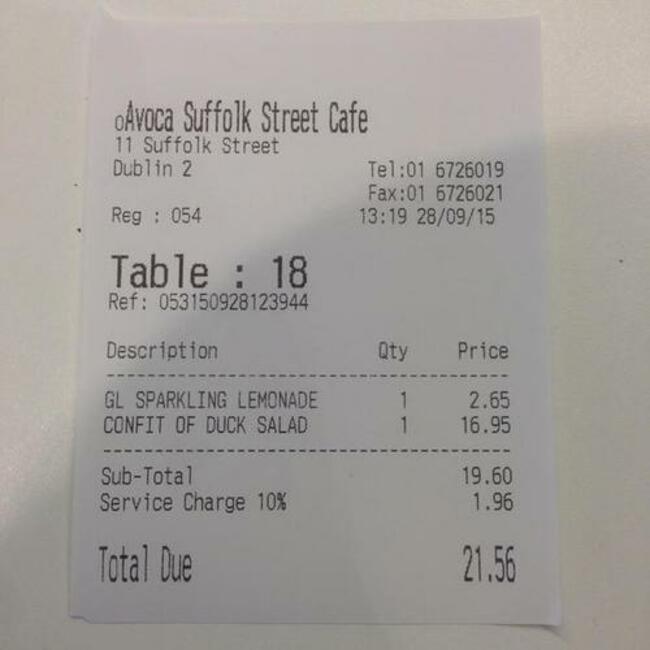 oAvoca Suffolk Street Cafe
11 Suffolk Street
Dublin 2 Tel:01 6726019
Fax:01 6726021
Reg : 054 13:19 28/09/15
Table : 18
Ref: 053150928123944
Description Qty Price
GL SPARKLING LEMONADE 1 2.65
CONFIT OF DUCK SALAD 1 16.95
Sub-Total 19.60
Service Charge 10% 1.96
Total Due 21.56